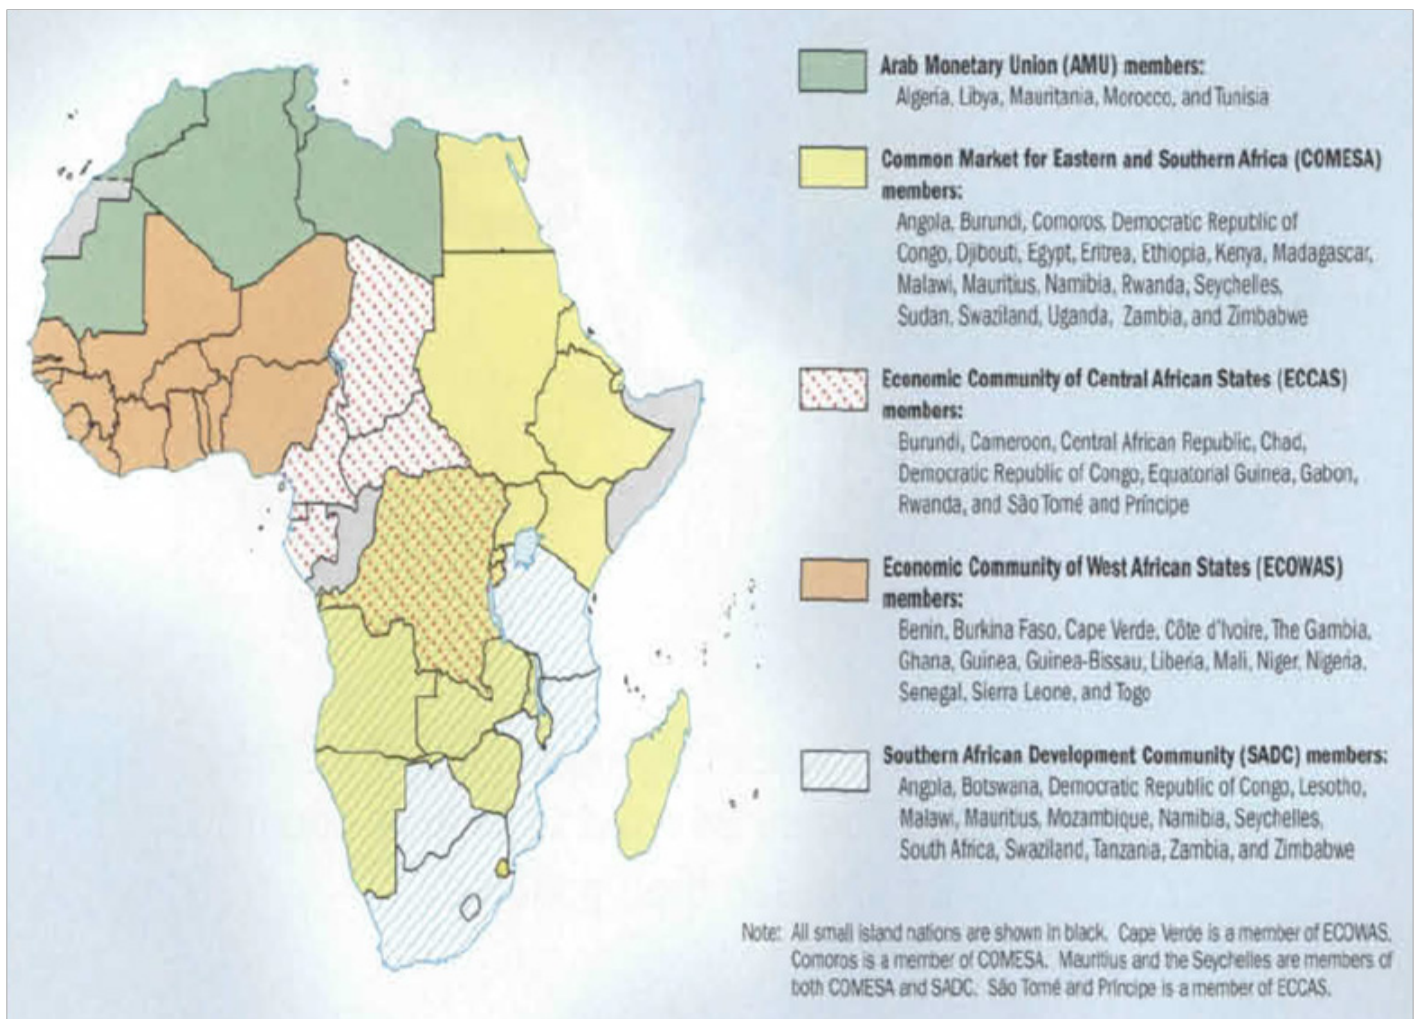 Arab Monetary Union (AMU) members:
Algeria, Libya, Mauritania, Morocco, and Tunisia
Common Market for Eastern and Southern Africa (COMESA)
members:
Angola, Burundi, Comoros, Democratic Republic of
Congo, Djibouti, Egypt, Eritrea, Ethiopia, Kenya, Madagascar,
Malawi, Mauritius, Namibia, Rwanda, Seychelles,
Sudan, Swaziland, Uganda, Zambia, and Zimbabwe
Economic Community of Central African States (ECCAS)
members:
Burundi, Cameroon, Central African Republic, Chad,
Democratic Republic of Congo, Equatorial Guinea, Gabon,
Rwanda, and São Tomé and Príncipe
Economic Community of West African States (ECOWAS)
members:
Benin, Burkina Faso, Cape Verde, Côte d'Ivoire, The Gambia,
Ghana, Guinea, Guinea-Bissau, Liberia, Mali, Niger, Nigeria,
Senegal, Sierra Leone, and Togo
Southern African Development Community (SADC) members:
Angola, Botswana, Democratic Republic of Congo, Lesotho,
Malawi, Mauritius, Mozambique, Namibia, Seychelles,
South Africa, Swaziland, Tanzania, Zambia, and Zimbabwe
Note: All small island nations are shown in black. Cape Verde is a member of ECOWAS.
Comoros is a member of COMESA. Mauritius and the Seychelles are members of
both COMESA and SADC. São Tomé and Príncipe is a member of ECCAS.